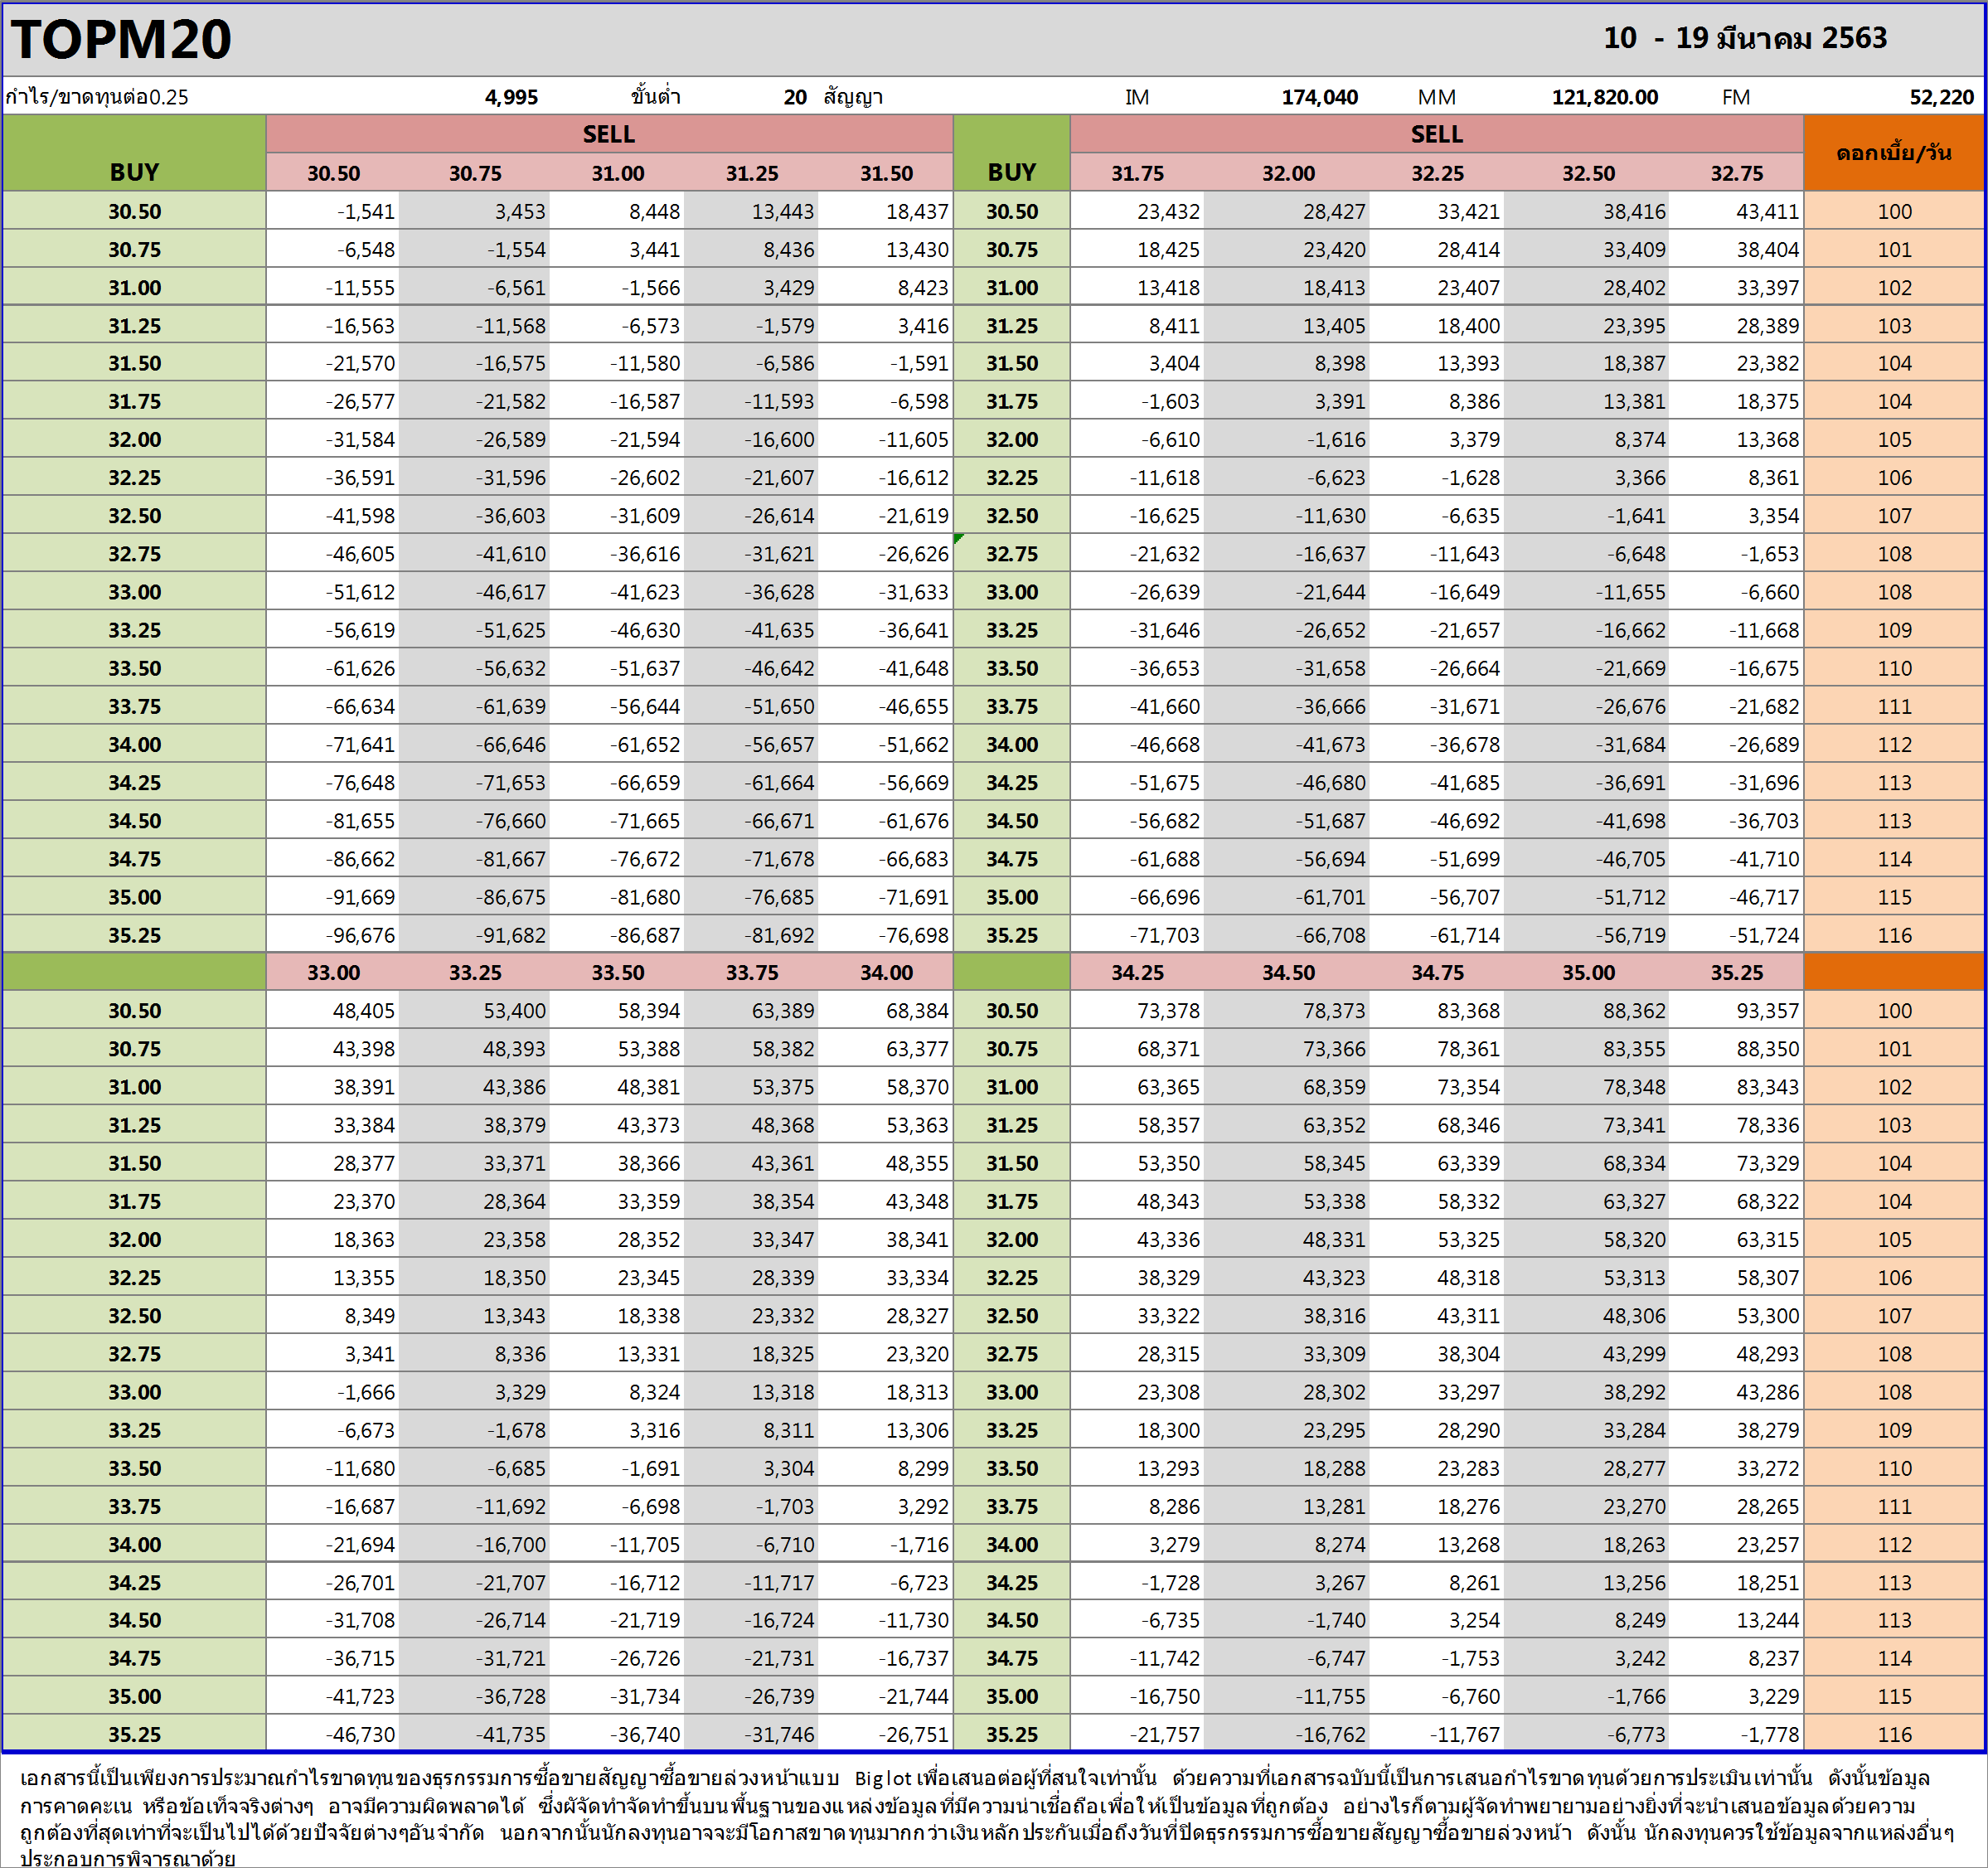 TOPM20 10 - 19 มีนาคม 2563
กำไร/ขาดทุนต่อ0.25 4,995 ขั้นต่ำ 20 สัญญา IM 174,040 MM 121,820.00 FM 52,220
SELL SELL
BUY 30.50 30.75 31.00 31.25 31.50 BUY 31.75 32.00 32.25 32.50 32.75 ดอกเบี้ย/วัน
30.50 -1,541 3,453 8,448 13,443 18,437 30.50 23,432 28,427 33,421 38,416 43,411 100
30.75 -6,548 -1,554 3,441 8,436 13,430 30.75 18,425 23,420 28,414 33,409 38,404 101
31.00 -11,555 -6,561 -1,566 3,429 8,423 31.00 13,418 18,413 23,407 28,402 33,397 102
31.25 -16,563 -11,568 -6,573 -1,579 3,416 31.25 8,411 13,405 18,400 23,395 28,389 103
31.50 -21,570 -16,575 -11,580 -6,586 -1,591 31.50 3,404 8,398 13,393 18,387 23,382 104
31.75 -26,577 -21,582 -16,587 -11,593 -6,598 31.75 -1,603 3,391 8,386 13,381 18,375 104
32.00 -31,584 -26,589 -21,594 -16,600 -11,605 32.00 -6,610 -1,616 3,379 8,374 13,368 105
32.25 -36,591 -31,596 -26,602 -21,607 -16,612 32.25 -11,618 -6,623 -1,628 3,366 8,361 106
32.50 -41,598 -36,603 -31,609 -26,614 -21,619 32.50 -16,625 -11,630 -6,635 -1,641 3,354 107
32.75 -46,605 -41,610 -36,616 -31,621 -26,626 32.75 -21,632 -16,637 -11,643 -6,648 -1,653 108
33.00 -51,612 -46,617 -41,623 -36,628 -31,633 33.00 -26,639 -21,644 -16,649 -11,655 -6,660 108
33.25 -56,619 -51,625 -46,630 -41,635 -36,641 33.25 -31,646 -26,652 -21,657 -16,662 -11,668 109
33.50 -61,626 -56,632 -51,637 -46,642 -41,648 33.50 -36,653 -31,658 -26,664 -21,669 -16,675 110
33.75 -66,634 -61,639 -56,644 -51,650 -46,655 33.75 -41,660 -36,666 -31,671 -26,676 -21,682 111
34.00 -71,641 -66,646 -61,652 -56,657 -51,662 34.00 -46,668 -41,673 -36,678 -31,684 -26,689 112
34.25 -76,648 -71,653 -66,659 -61,664 -56,669 34.25 -51,675 -46,680 -41,685 -36,691 -31,696 113
34.50 -81,655 -76,660 -71,665 -66,671 -61,676 34.50 -56,682 -51,687 -46,692 -41,698 -36,703 113
34.75 -86,662 -81,667 -76,672 -71,678 -66,683 34.75 -61,688 -56,694 -51,699 -46,705 -41,710 114
35.00 -91,669 -86,675 -81,680 -76,685 -71,691 35.00 -66,696 -61,701 -56,707 -51,712 -46,717 115
35.25 -96,676 -91,682 -86,687 -81,692 -76,698 35.25 -71,703 -66,708 -61,714 -56,719 -51,724 116
33.00 33.25 33.50 33.75 34.00 34.25 34.50 34.75 35.00 35.25
30.50 48,405 53,400 58,394 63,389 68,384 30.50 73,378 78,373 83,368 88,362 93,357 100
30.75 43,398 48,393 53,388 58,382 63,377 30.75 68,371 73,366 78,361 83,355 88,350 101
31.00 38,391 43,386 48,381 53,375 58,370 31.00 63,365 68,359 73,354 78,348 83,343 102
31.25 33,384 38,379 43,373 48,368 53,363 31.25 58,357 63,352 68,346 73,341 78,336 103
31.50 28,377 33,371 38,366 43,361 48,355 31.50 53,350 58,345 63,339 68,334 73,329 104
31.75 23,370 28,364 33,359 38,354 43,348 31.75 48,343 53,338 58,332 63,327 68,322 104
32.00 18,363 23,358 28,352 33,347 38,341 32.00 43,336 48,331 53,325 58,320 63,315 105
32.25 13,355 18,350 23,345 28,339 33,334 32.25 38,329 43,323 48,318 53,313 58,307 106
32.50 8,349 13,343 18,338 23,332 28,327 32.50 33,322 38,316 43,311 48,306 53,300 107
32.75 3,341 8,336 13,331 18,325 23,320 32.75 28,315 33,309 38,304 43,299 48,293 108
33.00 -1,666 3,329 8,324 13,318 18,313 33.00 23,308 28,302 33,297 38,292 43,286 108
33.25 -6,673 -1,678 3,316 8,311 13,306 33.25 18,300 23,295 28,290 33,284 38,279 109
33.50 -11,680 -6,685 -1,691 3,304 8,299 33.50 13,293 18,288 23,283 28,277 33,272 110
33.75 -16,687 -11,692 -6,698 -1,703 3,292 33.75 8,286 13,281 18,276 23,270 28,265 111
34.00 -21,694 -16,700 -11,705 -6,710 -1,716 34.00 3,279 8,274 13,268 18,263 23,257 112
34.25 -26,701 -21,707 -16,712 -11,717 -6,723 34.25 -1,728 3,267 8,261 13,256 18,251 113
34.50 -31,708 -26,714 -21,719 -16,724 -11,730 34.50 -6,735 -1,740 3,254 8,249 13,244 113
34.75 -36,715 -31,721 -26,726 -21,731 -16,737 34.75 -11,742 -6,747 -1,753 3,242 8,237 114
35.00 -41,723 -36,728 -31,734 -26,739 -21,744 35.00 -16,750 -11,755 -6,760 -1,766 3,229 115
35.25 -46,730 -41,735 -36,740 -31,746 -26,751 35.25 -21,757 -16,762 -11,767 -6,773 -1,778 116
เอกสารนี้เป็นเพียงการประมาณกำไรขาดทุนของธุรกรรมการซื้อขายสัญญาซื้อขายล่วงหน้าแบบ Big lot เพื่อเสนอต่อผู้ที่สนใจเท่านั้น ด้วยความที่เอกสารฉบับนี้เป็นการเสนอกำไรขาดทุนด้วยการประเมินเท่านั้น ดังนั้นข้อมูล
การคาดคะเน หรือข้อเท็จจริงต่างๆ อาจมีความผิดพลาดได้ ซึ่งผัจัดทำจัดทำขึ้นบนพื้นฐานของแหล่งข้อมูลที่มีความน่าเชื่อถือเพื่อให้เป็นข้อมูลที่ถูกต้อง อย่างไรก็ตามผู้จัดทำพยายามอย่างยิ่งที่จะนำเสนอข้อมูลด้วยความ
ถูกต้องที่สุดเท่าที่จะเป็นไปได้ด้วยปัจจัยต่างๆอันจำกัด นอกจากนั้นนักลงทุนอาจจะมีโอกาสขาดทุนมากกว่าเงินหลักประกันเมื่อถึงวันที่ปิดธุรกรรมการซื้อขายสัญญาซื้อขายล่วงหน้า ดังนั้น นักลงทุนควรใช้ข้อมูลจากแหล่งอื่นๆ
ประกอบการพิจารณาด้วย